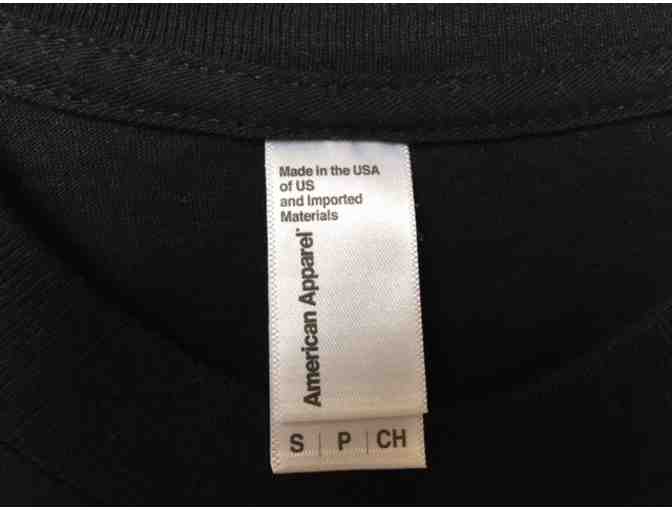 Made in the USA
of US
and Imported
Materials
American Apparel
S | P | CH